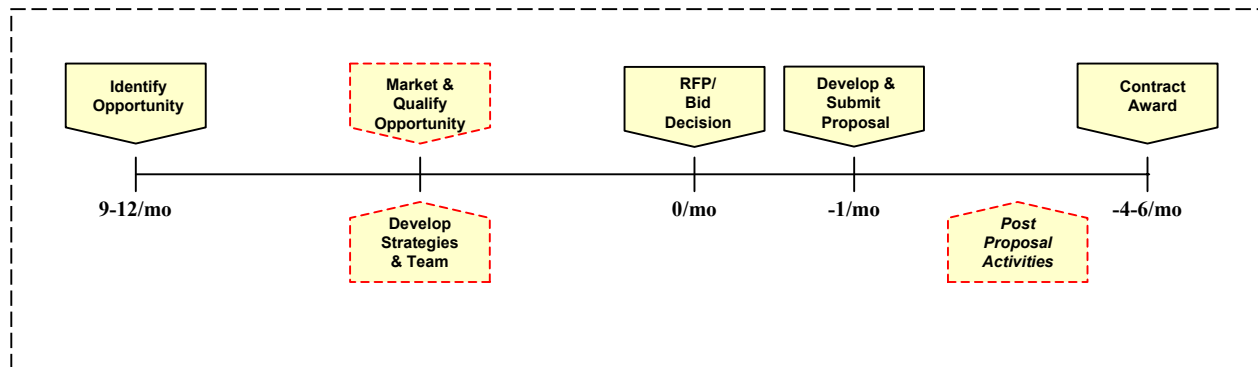 Identify
Opportunity
Market &
Qualify
Opportunity
RFP/
Bid
Decision
Develop &
Submit
Proposal
Contract
Award
9-12/mo
0/mo
-1/mo
-4-6/mo
Develop
Strategies
& Team
Post
Proposal
Activities